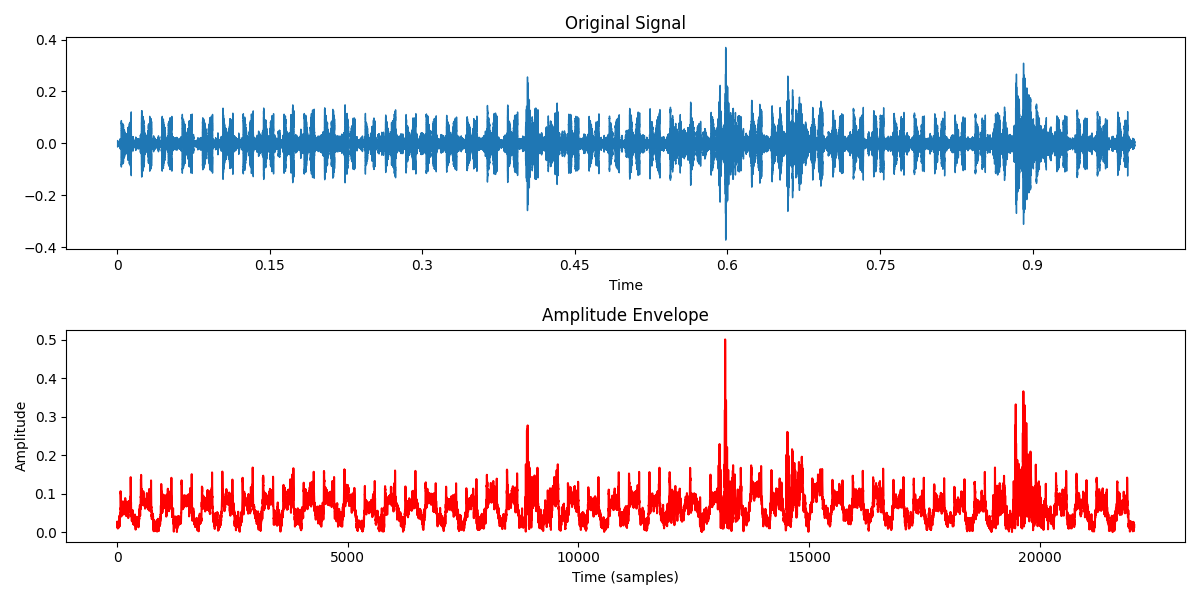 Original Signal
0.4
0.2
0.0
−0.2
−0.4
0 0.15 0.3 0.45 0.6 0.75 0.9
Time
Amplitude Envelope
Amplitude
0.5
0.4
0.3
0.2
0.1
0.0
0 5000 10000 15000 20000
Time (samples)